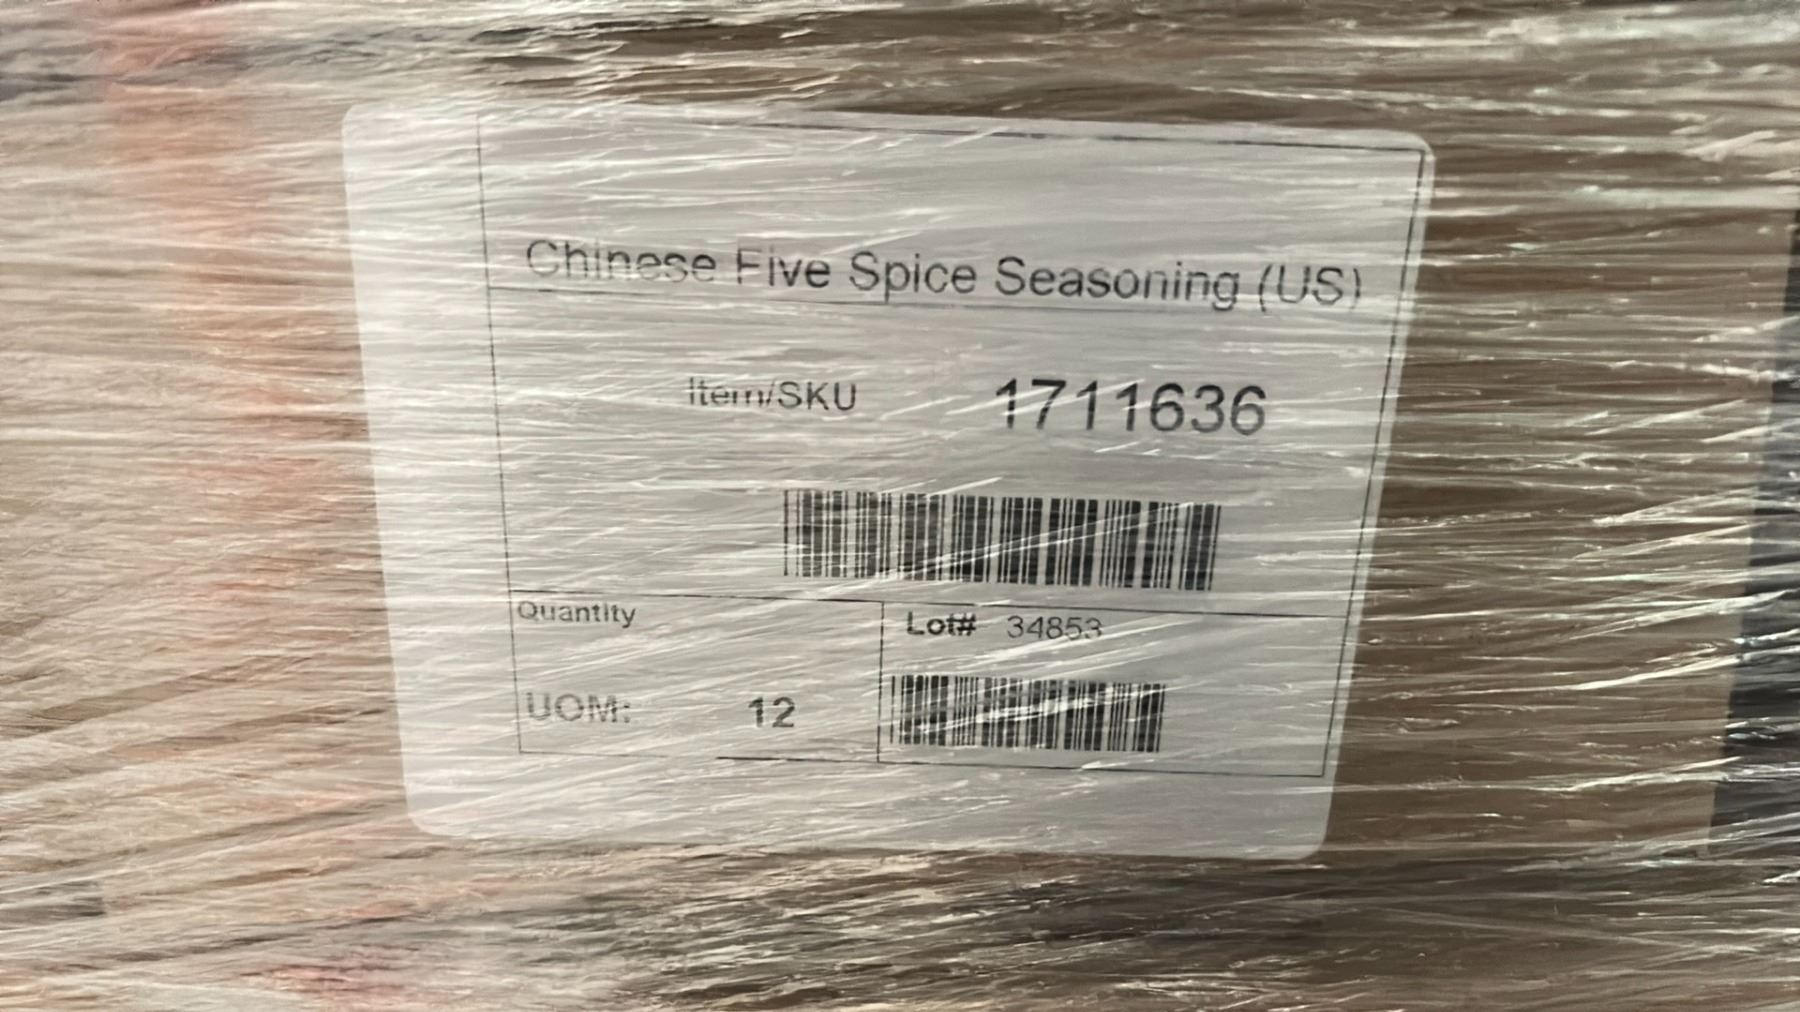 Chinese Five Spice Seasoning (US)
Item/SKU 1711636
Quantity
Lot# 34853
UOM: 12